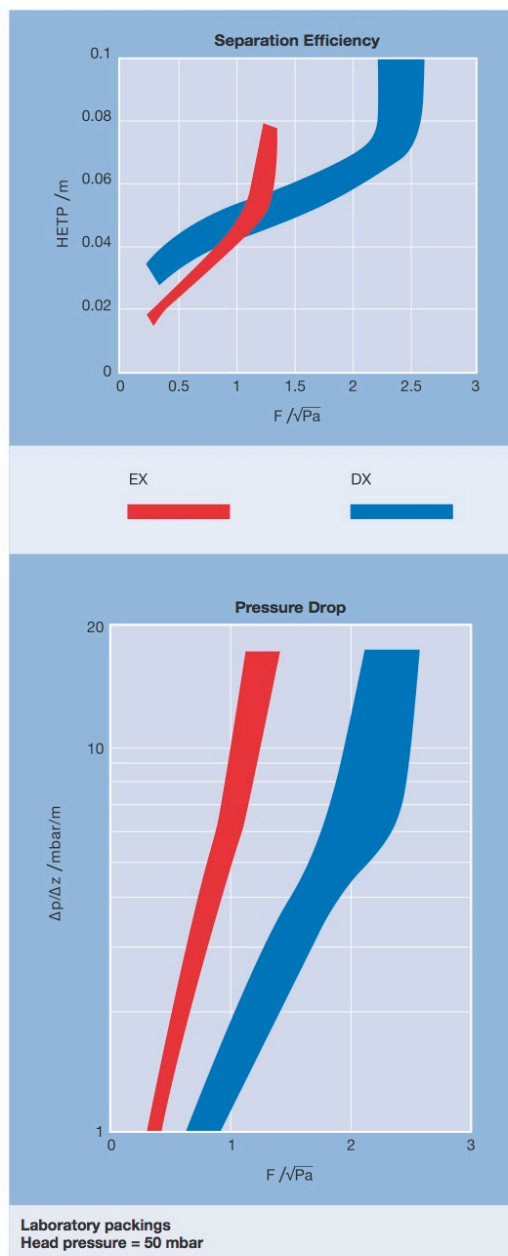 Separation Efficiency
0.1
0.08
0.06
0.04
0.02
0
HETP /m
0 0.5 1 1.5 2 2.5 3
F /√Pa
EX DX
Pressure Drop
20
10
1
Δp/Δz /mbar/m
0 1 2 3
F /√Pa
Laboratory packings
Head pressure = 50 mbar